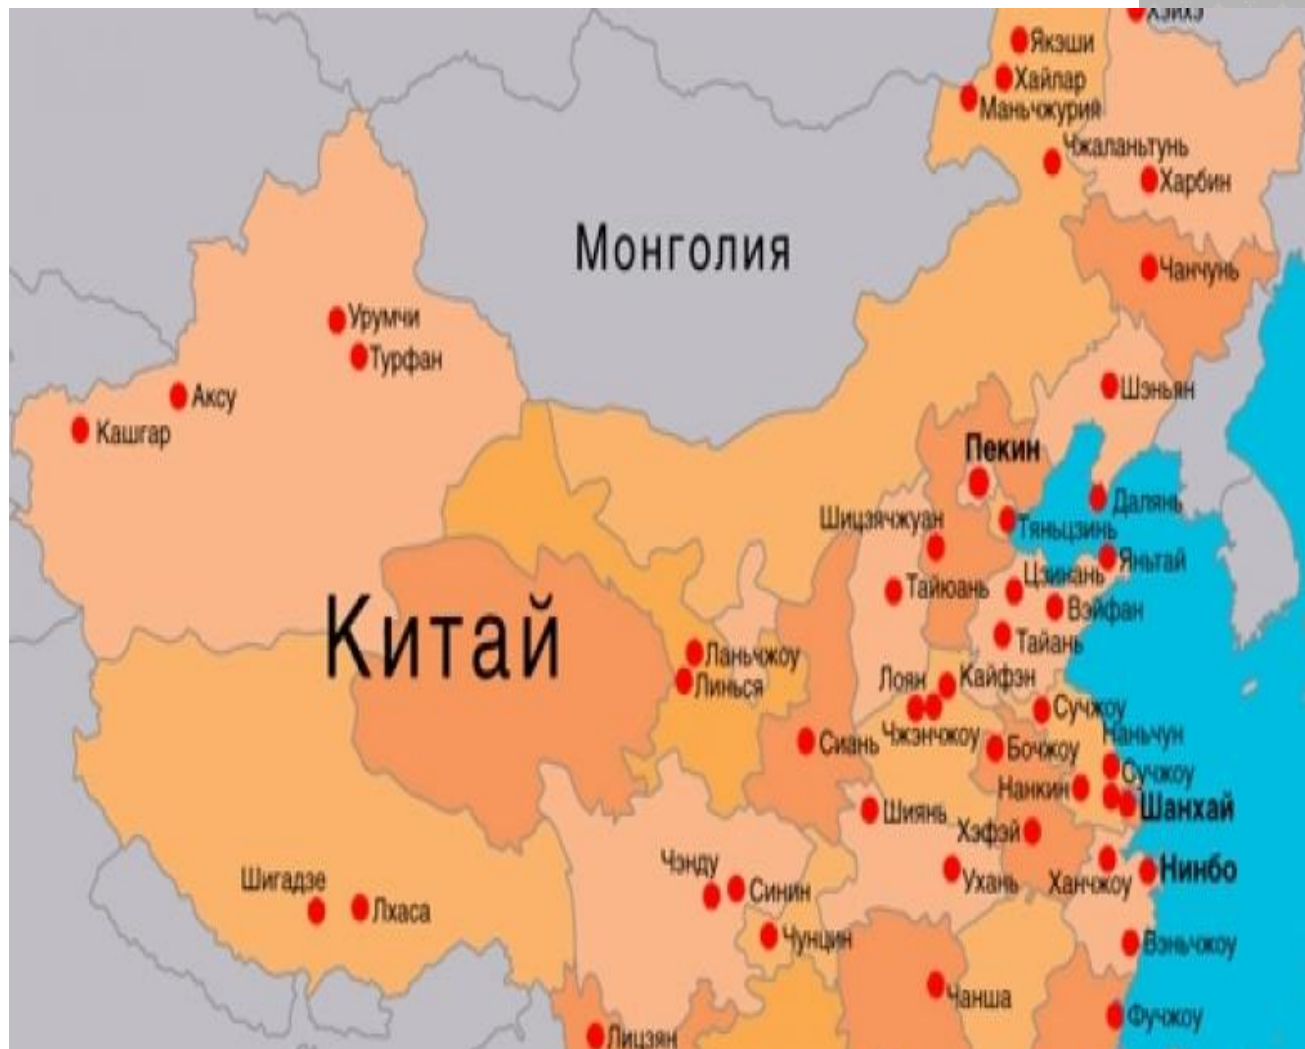 Хэйхэ
Якэши
Хайлар
Маньчжурия
Чжаланьтунь
Харбин
Монголия
Чанчунь
Урумчи
Турфан
Шэньян
Аксу
Кашгар
Пекин
Далянь
Шицзячжуан
Тяньцзинь
Яньтай
Цзинань
Тайюань
Вэйфан
Китай
Тайань
Ланьчжоу
Линься
Лоян
Кайфэн
Сучжоу
Чжэнчжоу
Сиань
Бочжоу
Наньчун
Сучжоу
Нанкин
Шанхай
Шиянь
Хэфэй
Чэнду
Нинбо
Синин
Ухань
Ханчжоу
Шигадзе
Лхаса
Чунцин
Вэньчжоу
Чанша
Фучжоу
Лицзян